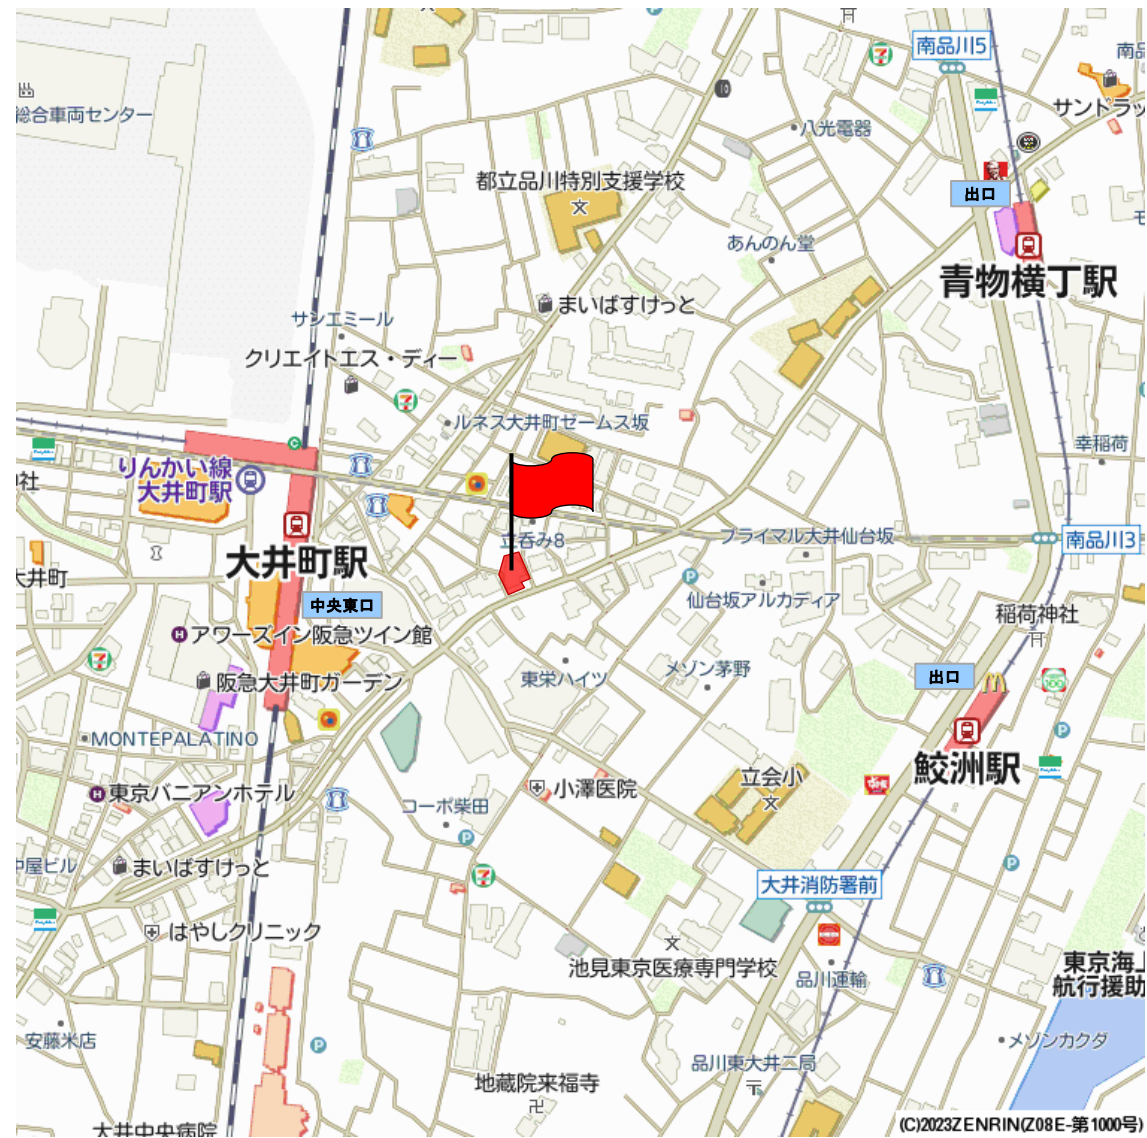 南品川5
南品
総合車両センター
サンドラッ
八光電器
都立品川特別支援学校
出口
モ
あんのん堂
青物横丁駅
まいばすけっと
サンエミール
クリエイトエス・ディー
ルネス大井町ゼームス坂
幸稲荷
りんかい線
大井町駅
社
立呑み8
プライマル大井仙台坂
南品川3
大井町駅
大井町
仙台坂アルカディア
中央東口
稲荷神社
アワーズイン阪急ツイン館
東栄ハイツ
メゾン茅野
出口
阪急大井町ガーデン
MONTEPALATINO
鮫洲駅
立会小
小澤医院
東京バニアンホテル
コーポ柴田
中屋ビル
まいばすけっと
大井消防署前
はやしクリニック
池見東京医療専門学校
品川運輸
東京海上
航行援助
安藤米店
メゾンカクダ
品川東大井二局
地蔵院来福寺
大井中央病院
(C)2023ZENRIN(Z08E-第1000号)